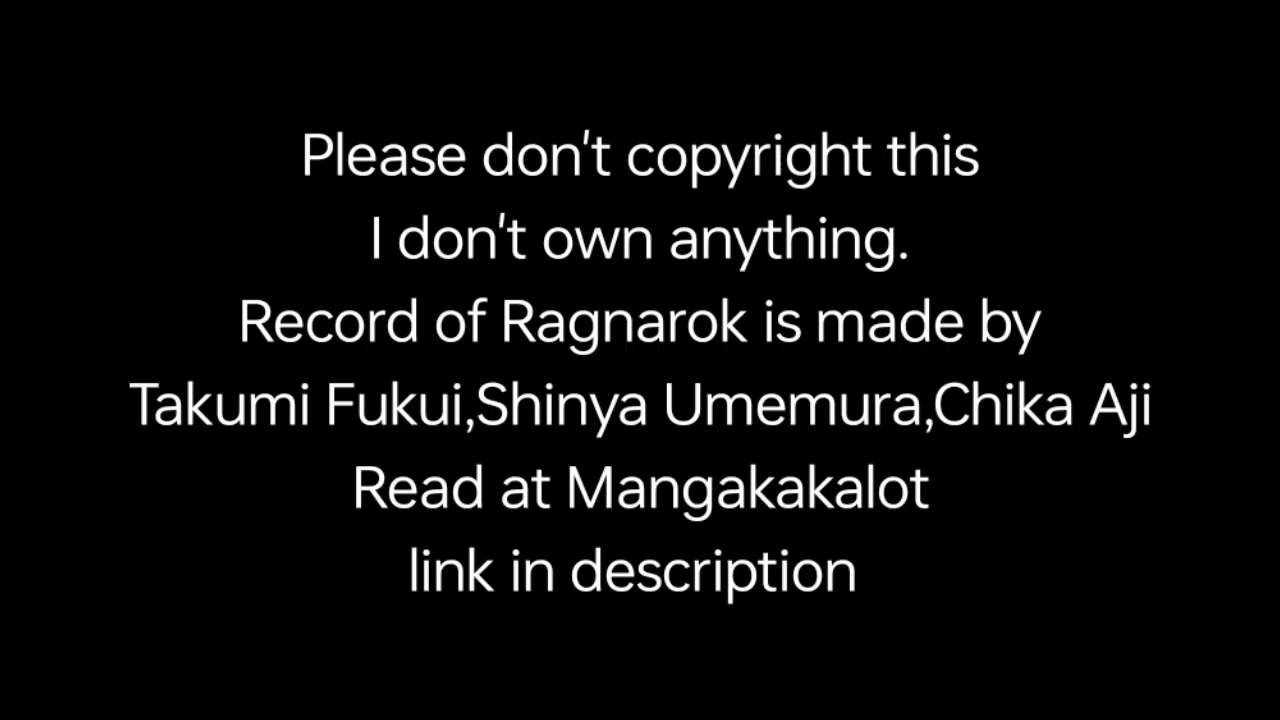 Please don't copyright this
I don't own anything.
Record of Ragnarok is made by
Takumi Fukui,Shinya Umemura,Chika Aji
Read at Mangakakalot
link in description